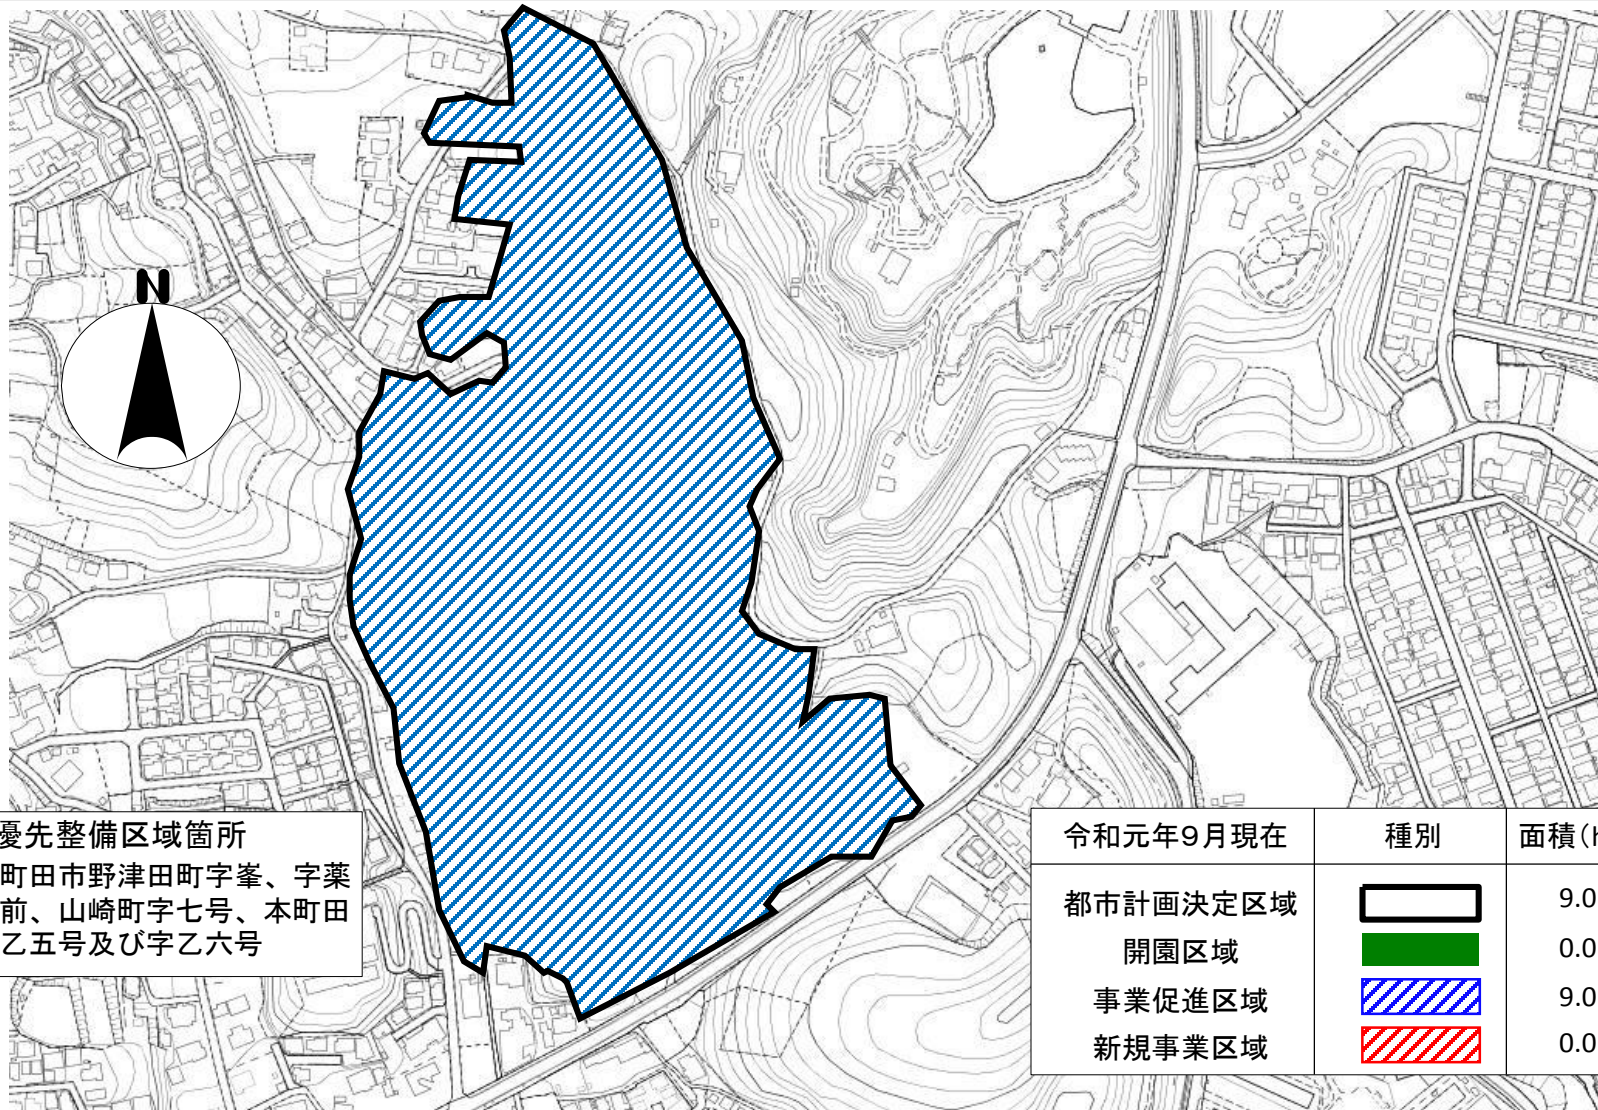 N
優先整備区域箇所
町田市野津田町字峯、字薬
前、山崎町字七号、本町田
乙五号及び字乙六号
令和元年9月現在 種別 面積(h
都市計画決定区域 9.0
開園区域 0.0
事業促進区域 9.0
新規事業区域 0.0